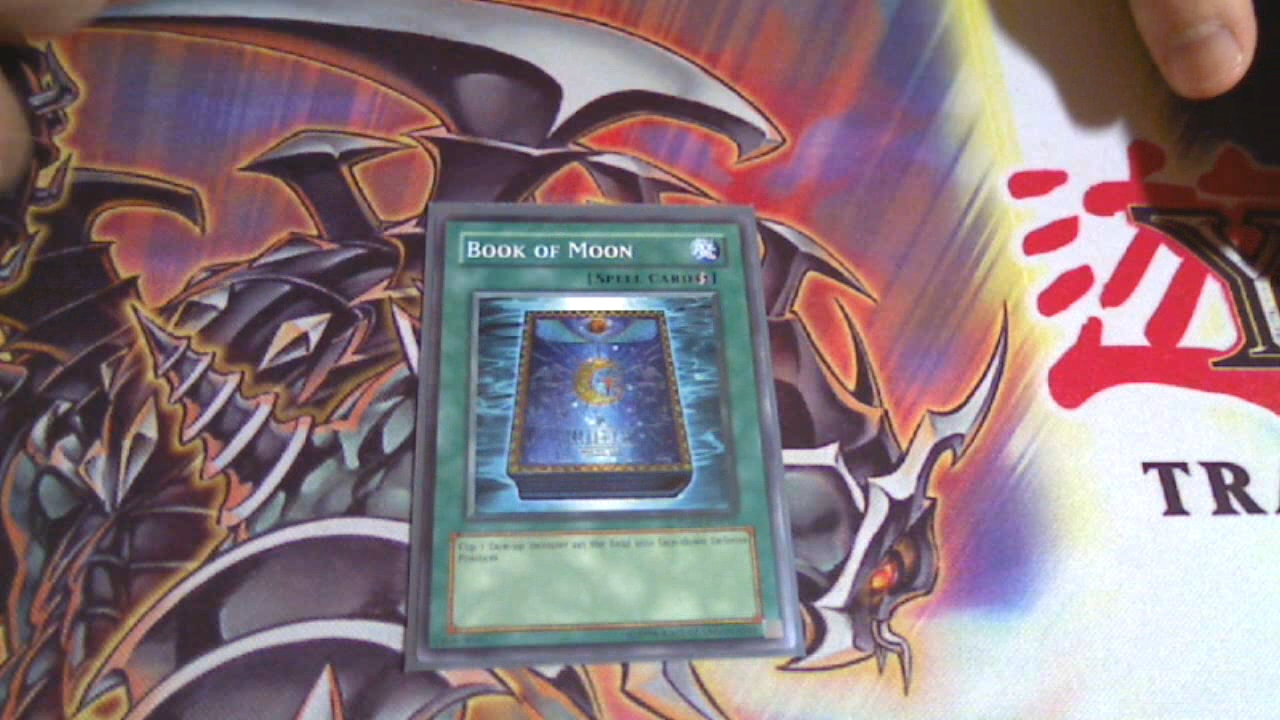 BOOK OF MOON
[SPELL CARD]
Flip 1 face-up monster on the field into face-down Defense
Position.
遊
Y
TRA